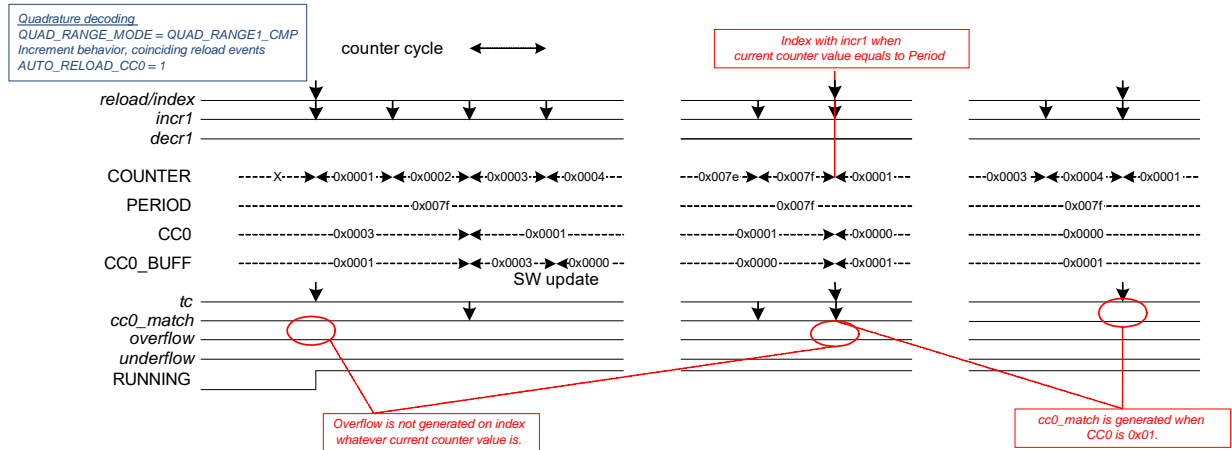 Quadrature decoding
QUAD_RANGE_MODE = QUAD_RANGE1_CMP
Increment behavior, coinciding reload events
AUTO_RELOAD_CC0 = 1
counter cycle
Index with incr1 when
current counter value equals to Period
reload/index
incr1
decr1
COUNTER X 0x0001 0x0002 0x0003 0x0004 0x007e 0x007f 0x0001 0x0003 0x0004 0x0001
PERIOD 0x007f 0x007f 0x007f
CC0 0x0003 0x0001 0x0001 0x0000 0x0000
CC0_BUFF 0x0001 0x0003 0x0000 0x0000 0x0001 0x0001
SW update
tc
cc0_match
overflow
underflow
RUNNING
Overflow is not generated on index
whatever current counter value is.
cc0_match is generated when
CC0 is 0x01.